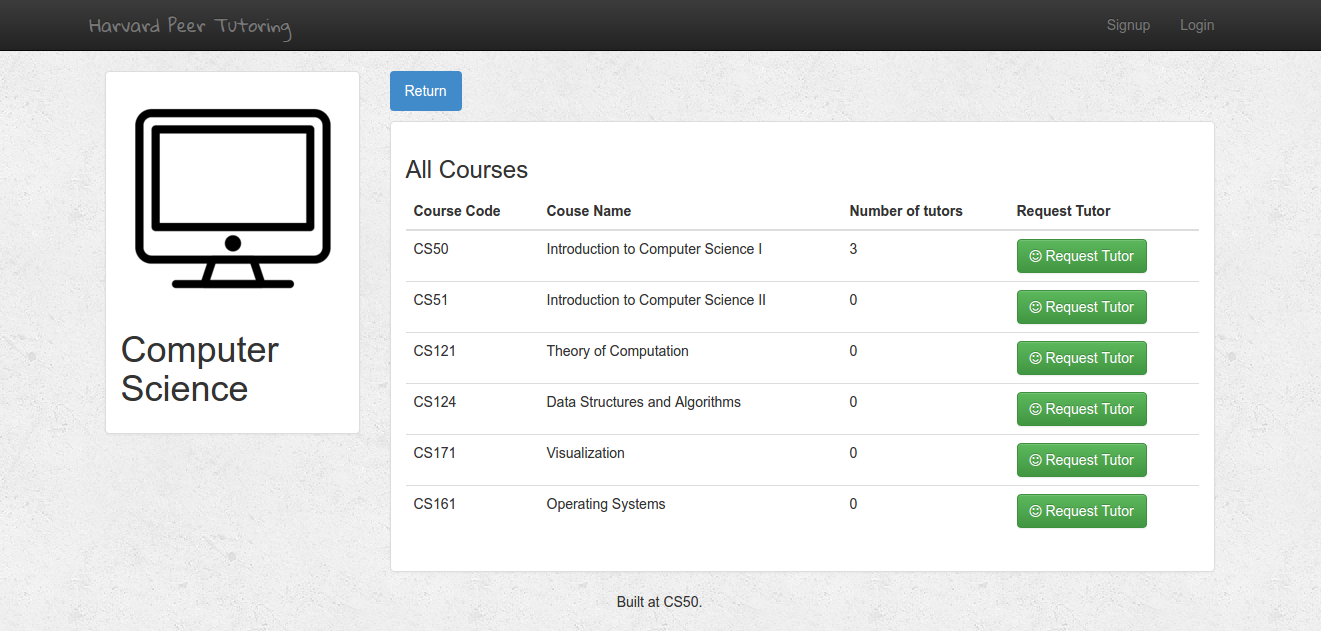 Harvard Peer Tutoring Signup Login
Computer
Science
Return
All Courses
Course Code Couse Name Number of tutors Request Tutor
CS50 Introduction to Computer Science I 3 Request Tutor
CS51 Introduction to Computer Science II 0 Request Tutor
CS121 Theory of Computation 0 Request Tutor
CS124 Data Structures and Algorithms 0 Request Tutor
CS171 Visualization 0 Request Tutor
CS161 Operating Systems 0 Request Tutor
Built at CS50.